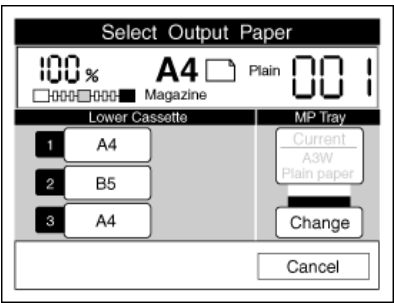 Select Output Paper
100 % A4 Plain 001
Magazine
Lower Cassette MP Tray
1 A4
2 B5
3 A4
Current
A3W
Plain paper
Change
Cancel